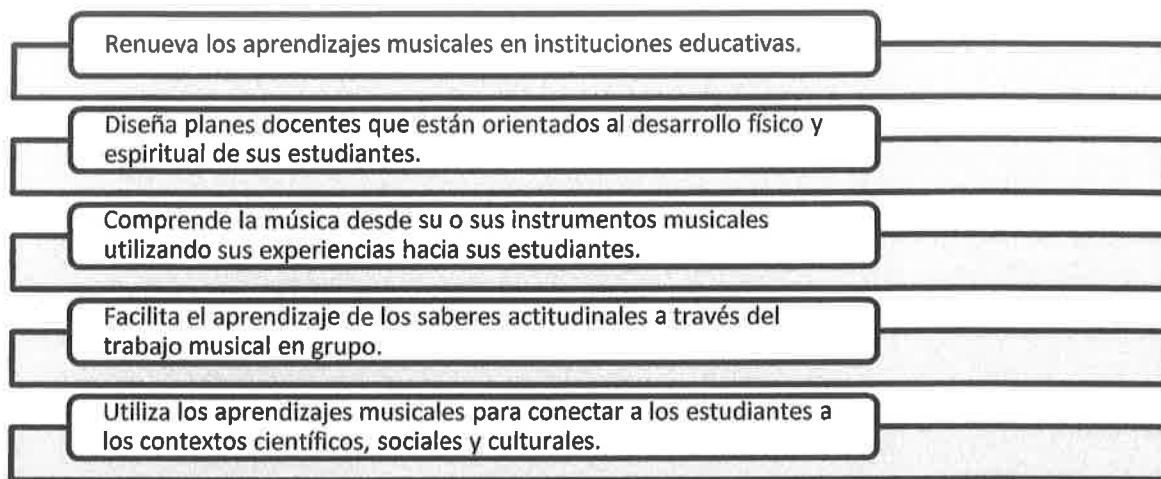 Renueva los aprendizajes musicales en instituciones educativas.
Diseña planes docentes que están orientados al desarrollo físico y
espiritual de sus estudiantes.
Comprende la música desde su o sus instrumentos musicales
utilizando sus experiencias hacia sus estudiantes.
Facilita el aprendizaje de los saberes actitudinales a través del
trabajo musical en grupo.
Utiliza los aprendizajes musicales para conectar a los estudiantes a
los contextos científicos, sociales y culturales.